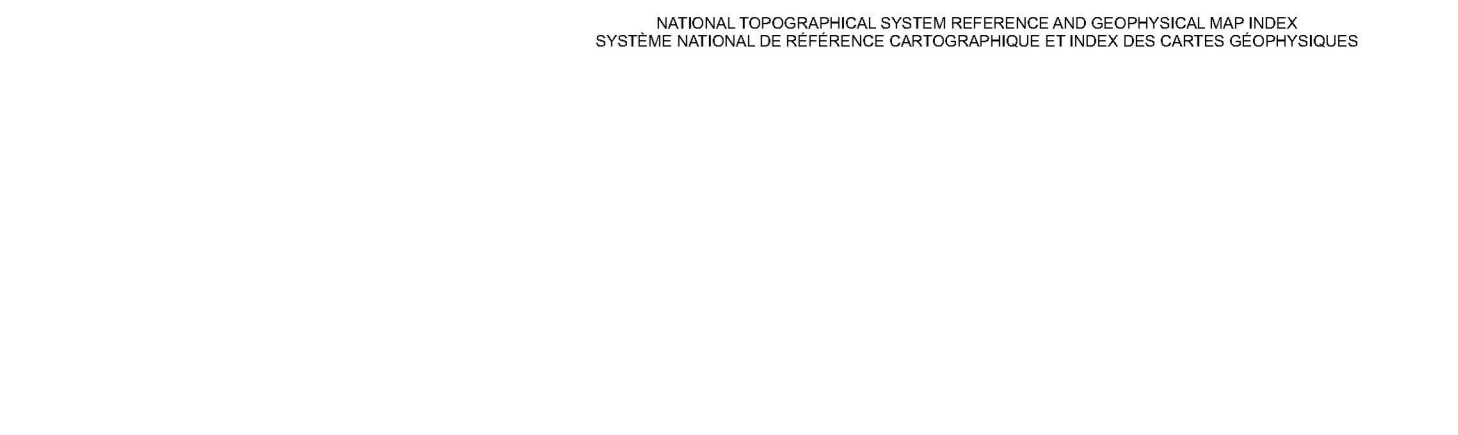 NATIONAL TOPOGRAPHICAL SYSTEM REFERENCE AND GEOPHYSICAL MAP INDEX
SYSTÈME NATIONAL DE RÉFÉRENCE CARTOGRAPHIQUE ET INDEX DES CARTES GÉOPHYSIQUES